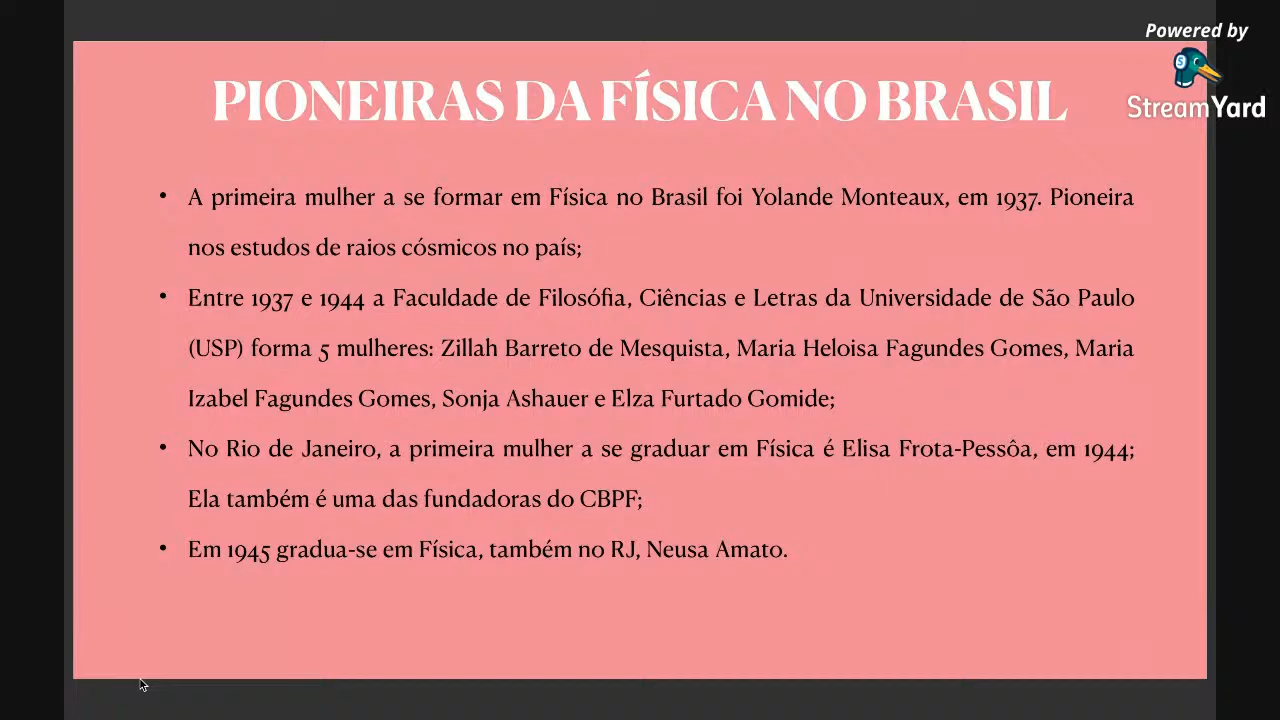 Powered by
StreamYard
PIONEIRAS DA FÍSICA NO BRASIL
• A primeira mulher a se formar em Física no Brasil foi Yolande Monteaux, em 1937. Pioneira
nos estudos de raios cósmicos no país;
• Entre 1937 e 1944 a Faculdade de Filosófia, Ciências e Letras da Universidade de São Paulo
(USP) forma 5 mulheres: Zillah Barreto de Mesquista, Maria Heloisa Fagundes Gomes, Maria
Izabel Fagundes Gomes, Sonja Ashauer e Elza Furtado Gomide;
• No Rio de Janeiro, a primeira mulher a se graduar em Física é Elisa Frota-Pessôa, em 1944;
Ela também é uma das fundadoras do CBPF;
• Em 1945 gradua-se em Física, também no RJ, Neusa Amato.